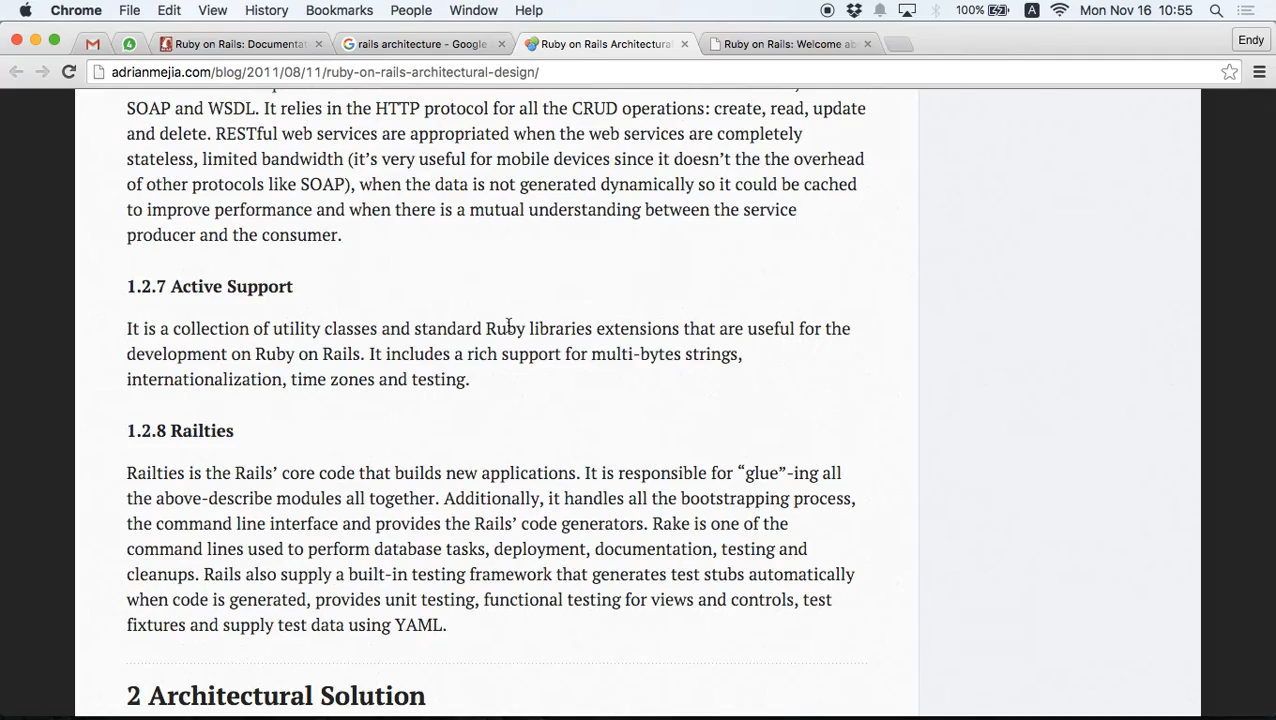 Chrome File Edit View History Bookmarks People Window Help 100% A Mon Nov 16 10:55
4 Ruby on Rails: Documentat × rails architecture - Google × Ruby on Rails Architectural × Ruby on Rails: Welcome ab × Endy
adrianmejia.com/blog/2011/08/11/ruby-on-rails-architectural-design/
SOAP and WSDL. It relies in the HTTP protocol for all the CRUD operations: create, read, update
and delete. RESTful web services are appropriated when the web services are completely
stateless, limited bandwidth (it’s very useful for mobile devices since it doesn’t the the overhead
of other protocols like SOAP), when the data is not generated dynamically so it could be cached
to improve performance and when there is a mutual understanding between the service
producer and the consumer.
1.2.7 Active Support
It is a collection of utility classes and standard Ruby libraries extensions that are useful for the
development on Ruby on Rails. It includes a rich support for multi-bytes strings,
internationalization, time zones and testing.
1.2.8 Railties
Railties is the Rails’ core code that builds new applications. It is responsible for “glue”-ing all
the above-describe modules all together. Additionally, it handles all the bootstrapping process,
the command line interface and provides the Rails’ code generators. Rake is one of the
command lines used to perform database tasks, deployment, documentation, testing and
cleanups. Rails also supply a built-in testing framework that generates test stubs automatically
when code is generated, provides unit testing, functional testing for views and controls, test
fixtures and supply test data using YAML.
2 Architectural Solution